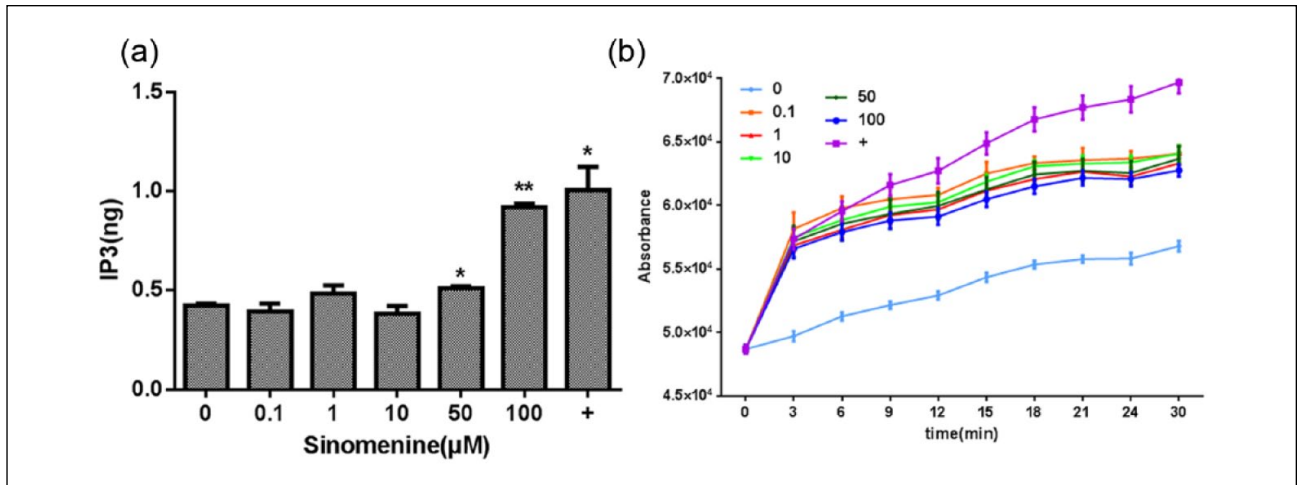 (a)
1.5
1.0
0.5
0.0
IP3(ng)
*
**
*
0 0.1 1 10 50 100 +
Sinomenine(μM)
(b)
7.0×10⁴
6.5×10⁴
6.0×10⁴
5.5×10⁴
5.0×10⁴
4.5×10⁴
Absorbance
0
0.1
1
10
50
100
+
0 3 6 9 12 15 18 21 24 30
time(min)